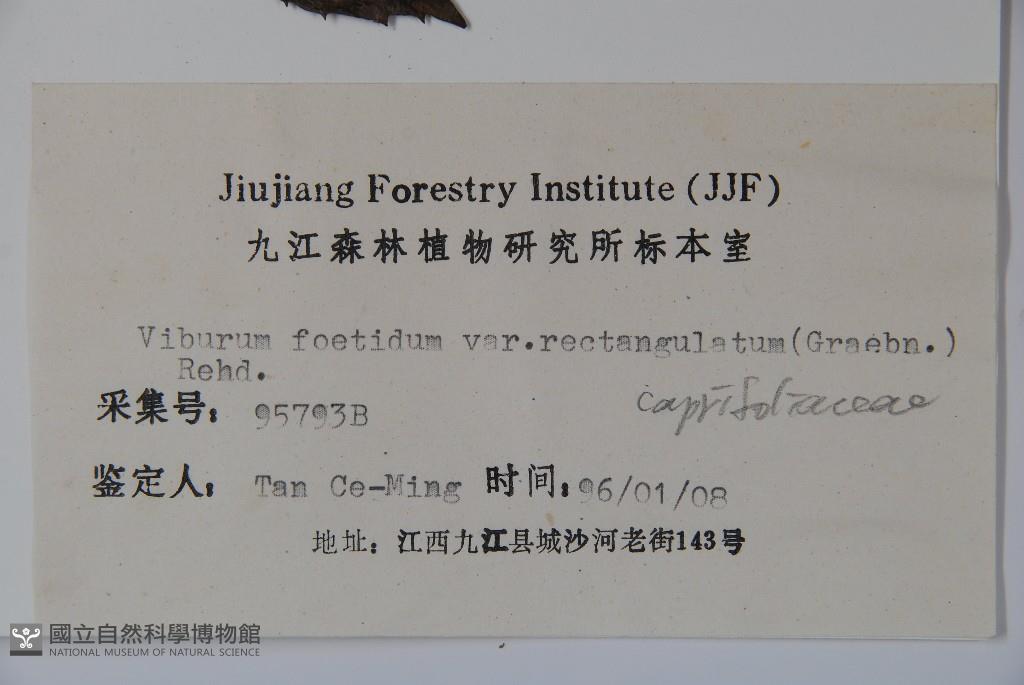 Jiujiang Forestry Institute (JJF)
九江森林植物研究所标本室
Viburum foetidum var.rectangulatum(Graebn.)
Rehd.
Caprifoliaceae
采集号: 95793B
鉴定人: Tan Ce-Ming 时间:96/01/08
地址: 江西九江县城沙河老街143号
國立自然科學博物館
NATIONAL MUSEUM OF NATURAL SCIENCE